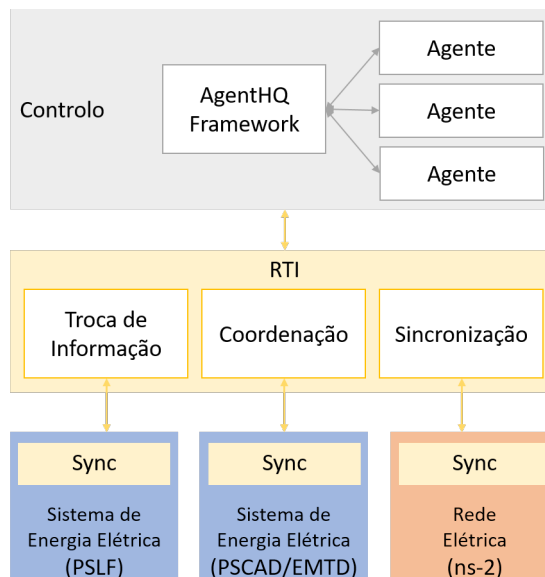 Controlo
AgentHQ
Framework
Agente
Agente
Agente
RTI
Troca de
Informação
Coordenação
Sincronização
Sync
Sistema de
Energia Elétrica
(PSLF)
Sync
Sistema de
Energia Elétrica
(PSCAD/EMTD)
Sync
Rede
Elétrica
(ns-2)